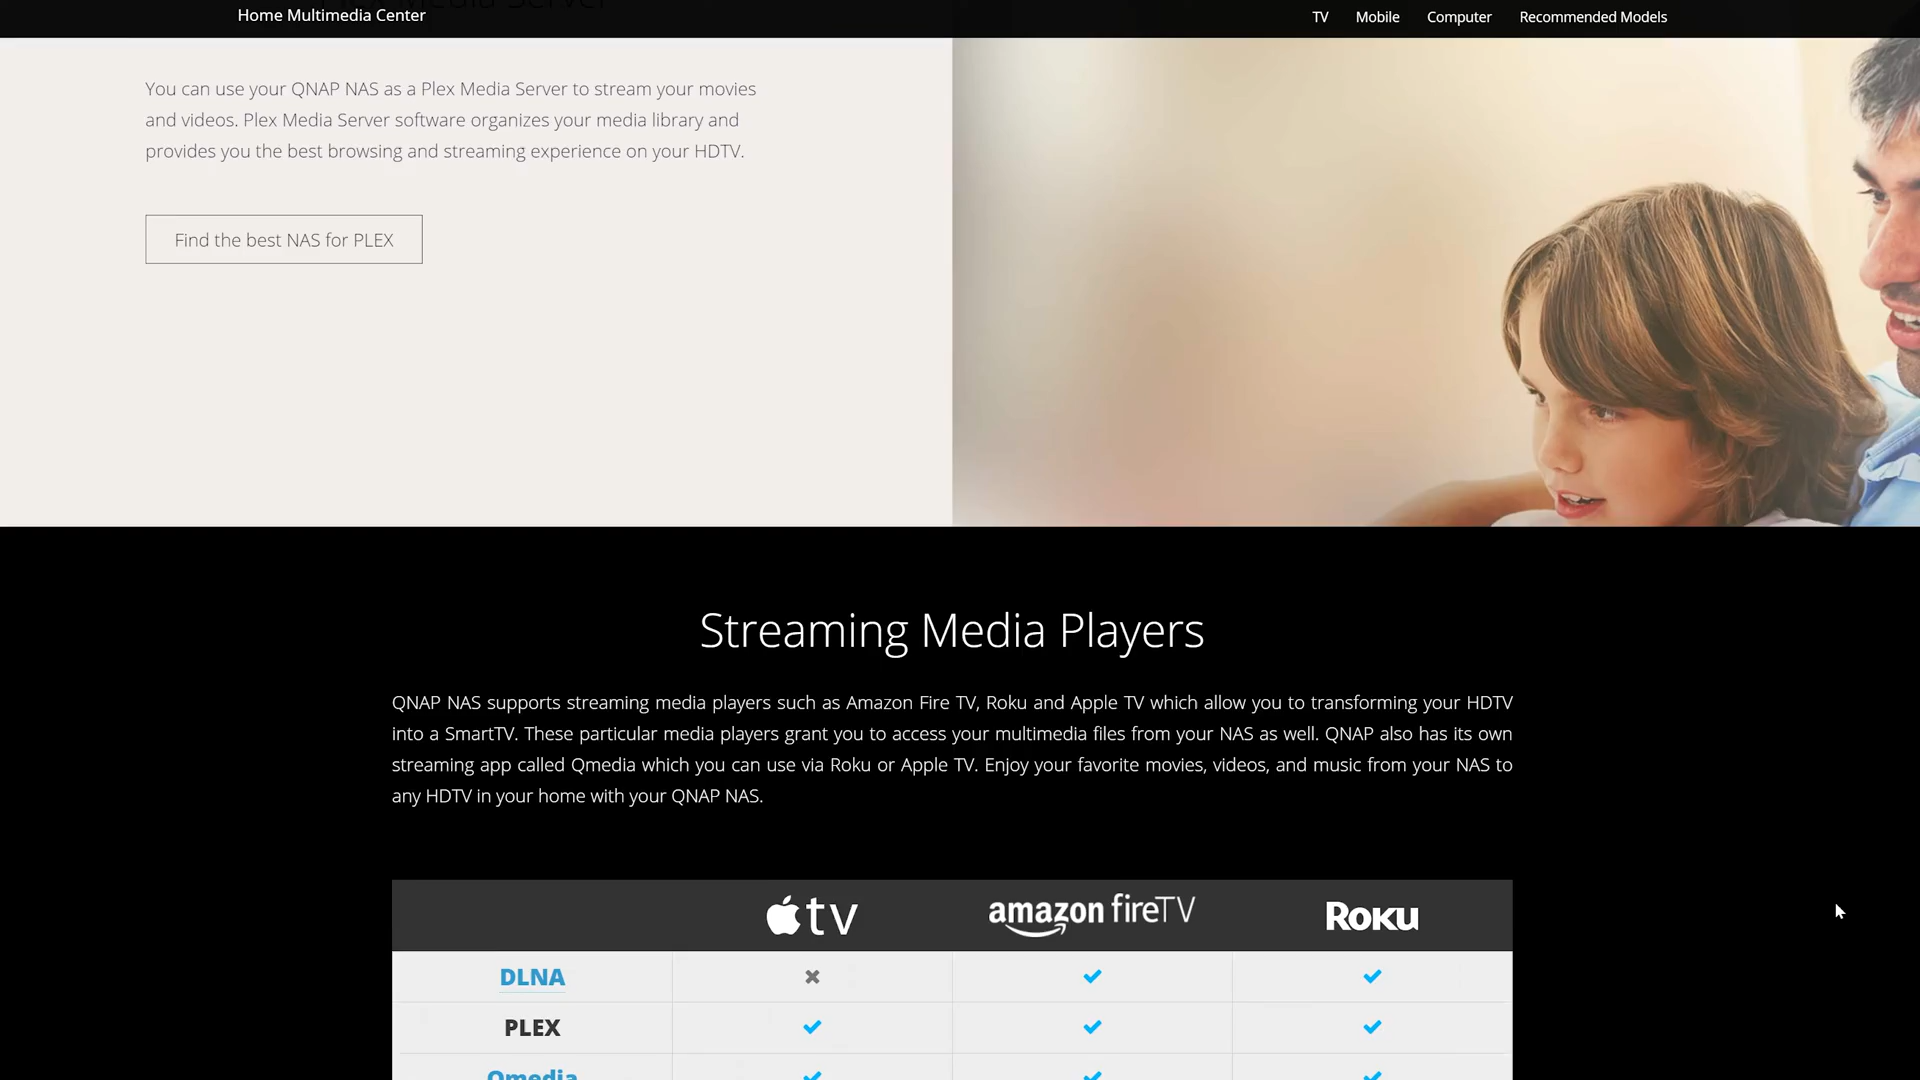 Plex Media Server
Home Multimedia Center
TV Mobile Computer Recommended Models
You can use your QNAP NAS as a Plex Media Server to stream your movies
and videos. Plex Media Server software organizes your media library and
provides you the best browsing and streaming experience on your HDTV.
Find the best NAS for PLEX
Streaming Media Players
QNAP NAS supports streaming media players such as Amazon Fire TV, Roku and Apple TV which allow you to transforming your HDTV
into a SmartTV. These particular media players grant you to access your multimedia files from your NAS as well. QNAP also has its own
streaming app called Qmedia which you can use via Roku or Apple TV. Enjoy your favorite movies, videos, and music from your NAS to
any HDTV in your home with your QNAP NAS.
tv amazon fireTV ROKU
DLNA
PLEX
Qmedia